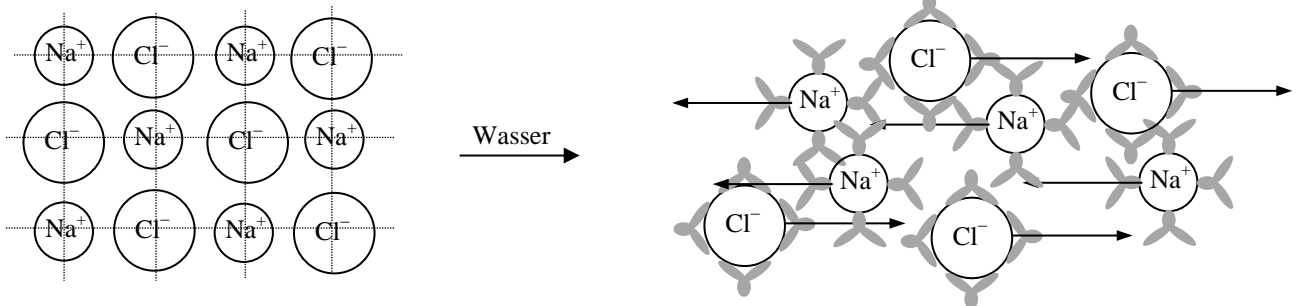 Na⁺ Cl⁻ Na⁺ Cl⁻
Cl⁻ Na⁺ Cl⁻ Na⁺
Na⁺ Cl⁻ Na⁺ Cl⁻
Wasser
Cl⁻
Na⁺ Na⁺ Cl⁻
Na⁺ Na⁺
Cl⁻ Cl⁻